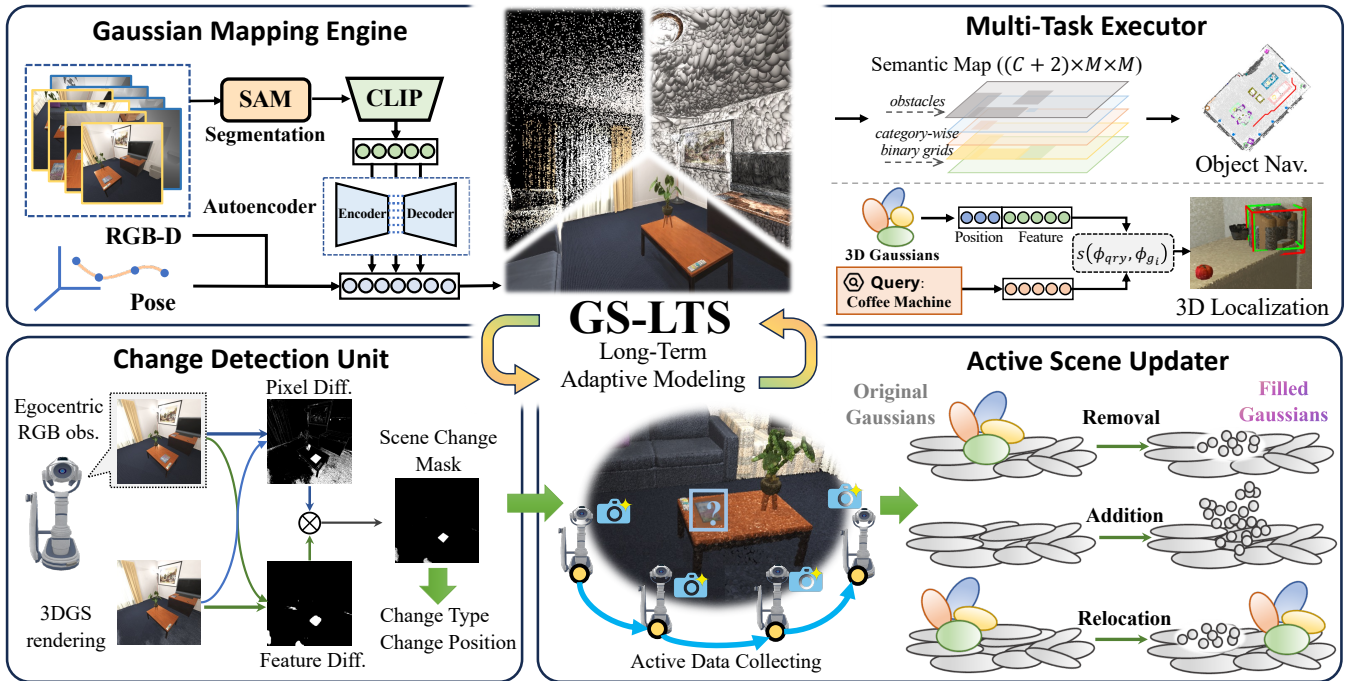 Gaussian Mapping Engine
SAM
Segmentation
CLIP
Autoencoder
Encoder
Decoder
RGB-D
Pose
Multi-Task Executor
Semantic Map ((C + 2)×M×M)
obstacles
category-wise
binary grids
Object Nav.
3D Gaussians
Position
Feature
Query:
Coffee Machine
s(ϕ_qry, ϕ_g_i)
3D Localization
GS-LTS
Long-Term
Adaptive Modeling
Change Detection Unit
Egocentric
RGB obs.
Pixel Diff.
Scene Change
Mask
3DGS
rendering
Feature Diff.
Change Type
Change Position
?
Active Data Collecting
Active Scene Updater
Original
Gaussians
Filled
Gaussians
Removal
Addition
Relocation